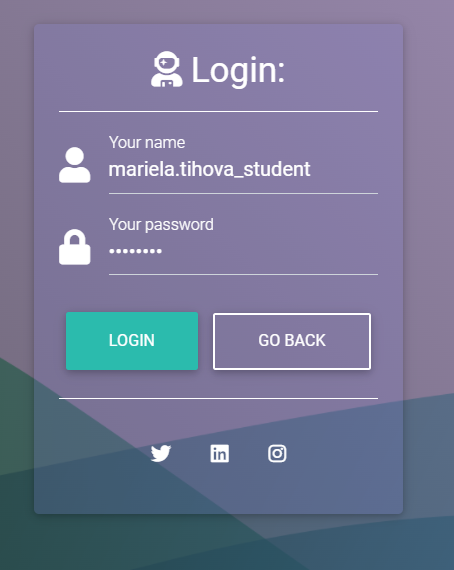 Login:
Your name
mariela.tihova_student
Your password
••••••••
LOGIN
GO BACK